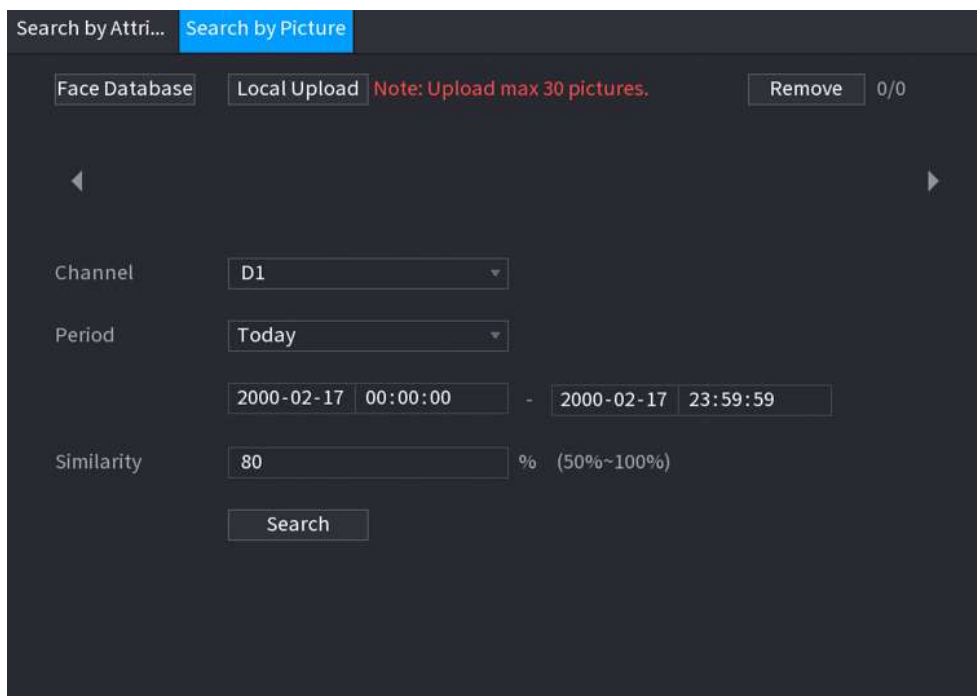 Search by Attri... Search by Picture
Face Database Local Upload Note: Upload max 30 pictures. Remove 0/0
Channel D1
Period Today
2000-02-17 00:00:00 - 2000-02-17 23:59:59
Similarity 80 % (50%~100%)
Search